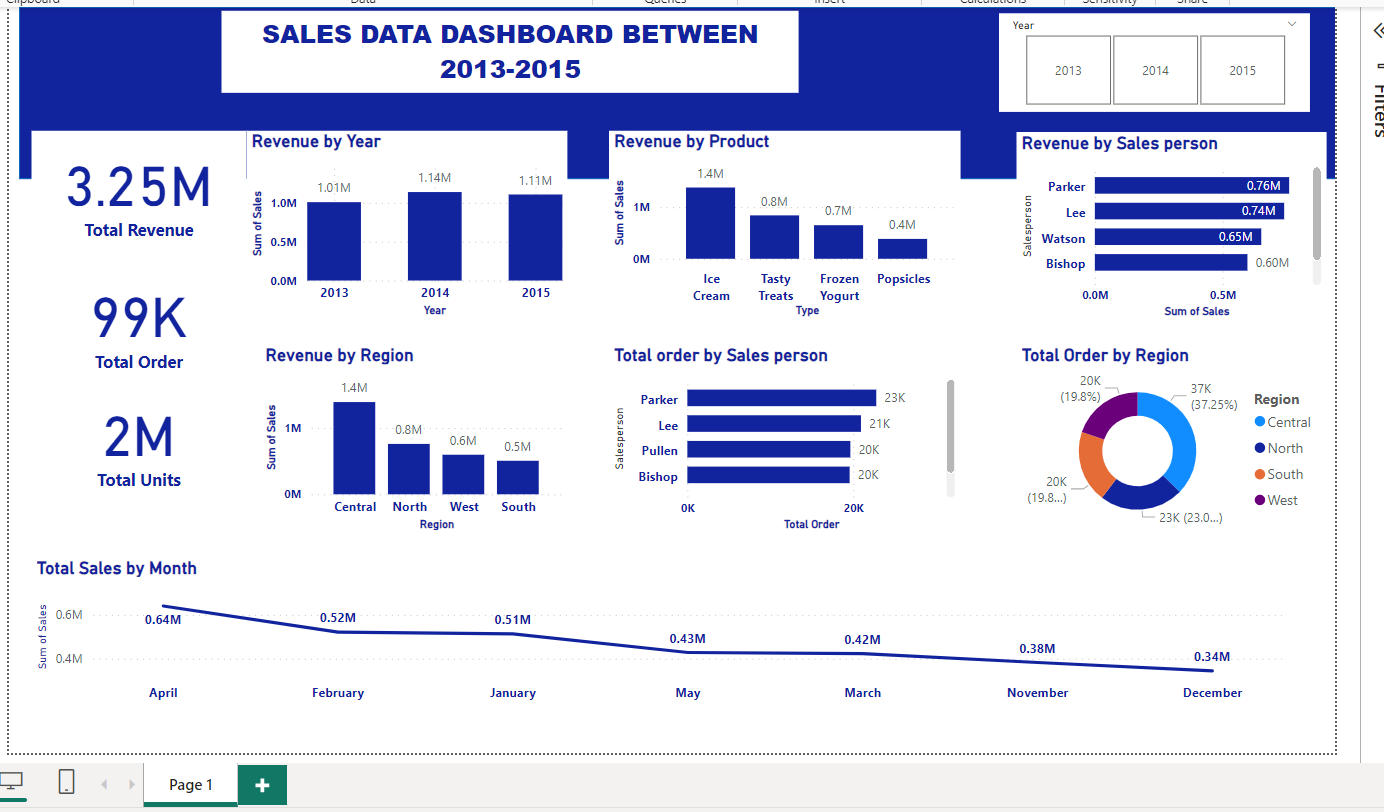 Clipboard
Data
Queries
Insert
Calculations
Sensitivity
Share
SALES DATA DASHBOARD BETWEEN
2013-2015
Year
2013
2014
2015
Filters
3.25M
Total Revenue
99K
Total Order
2M
Total Units
Revenue by Year
Sum of Sales
1.0M
0.5M
0.0M
1.01M
1.14M
1.11M
2013
2014
2015
Year
Revenue by Product
Sum of Sales
1M
0M
1.4M
0.8M
0.7M
0.4M
Ice
Cream
Tasty
Treats
Frozen
Yogurt
Popsicles
Type
Revenue by Sales person
Salesperson
Parker
0.76M
Lee
0.74M
Watson
0.65M
Bishop
0.60M
0.0M
0.5M
Sum of Sales
Revenue by Region
Sum of Sales
1M
0M
1.4M
0.8M
0.6M
0.5M
Central
North
West
South
Region
Total order by Sales person
Salesperson
Parker
23K
Lee
21K
Pullen
20K
Bishop
20K
0K
20K
Total Order
Total Order by Region
20K
(19.8%)
37K
(37.25%)
20K
(19.8...)
23K (23.0...)
Region
Central
North
South
West
Total Sales by Month
Sum of Sales
0.6M
0.4M
0.64M
0.52M
0.51M
0.43M
0.42M
0.38M
0.34M
April
February
January
May
March
November
December
Page 1